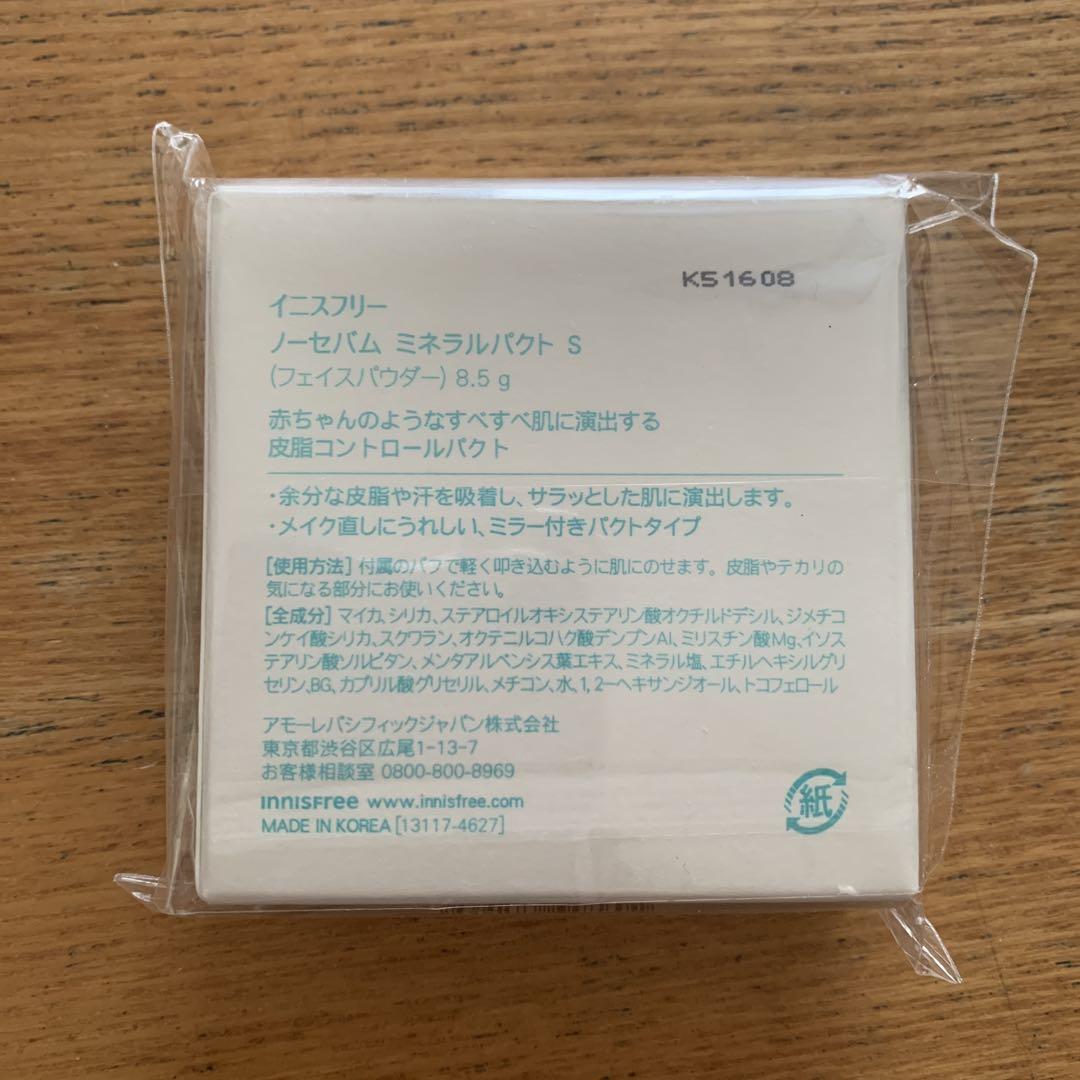 K51608
イニスフリー
ノーセバム ミネラルパクト S
(フェイスパウダー) 8.5 g
赤ちゃんのようなすべすべ肌に演出する
皮脂コントロールパクト
・余分な皮脂や汗を吸着し、サラッとした肌に演出します。
・メイク直しにうれしい、ミラー付きパクトタイプ
[使用方法] 付属のパフで軽く叩き込むように肌にのせます。皮脂やテカリの
気になる部分にお使いください。
[全成分] マイカ、シリカ、ステアロイルオキシステアリン酸オクチルドデシル、ジメチコ
ンケイ酸シリカ、スクワラン、オクテニルコハク酸デンプンAl、ミリスチン酸Mg、イソス
テアリン酸ソルビタン、メンタアルベンシス葉エキス、ミネラル塩、エチルヘキシルグリ
セリン、BG、カプリル酸グリセリル、メチコン、水、1,2ーヘキサンジオール、トコフェロール
アモーレパシフィックジャパン株式会社
東京都渋谷区広尾1-13-7
お客様相談室 0800-800-8969
innisfree www.innisfree.com
MADE IN KOREA [13117-4627]
紙